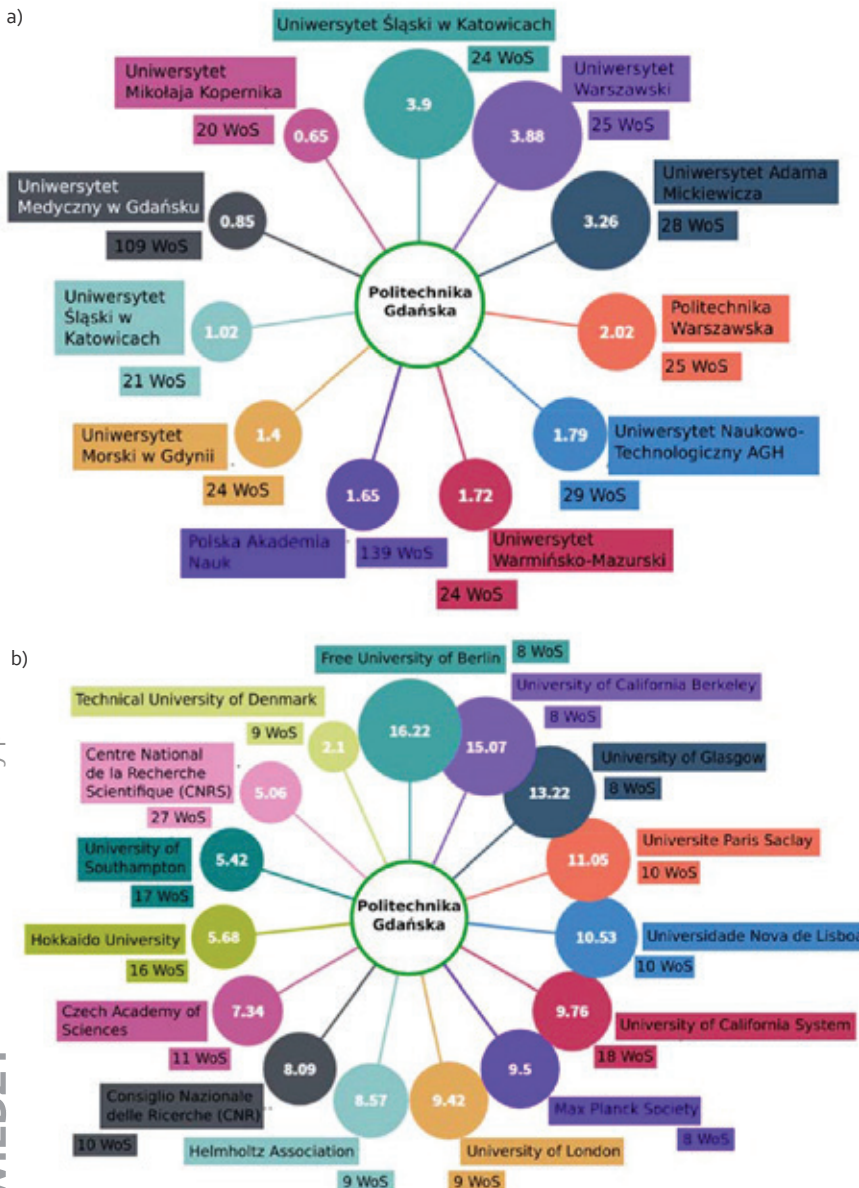 a)
Uniwersytet Śląski w Katowicach
24 WoS
3.9
Uniwersytet
Warszawski
25 WoS
3.88
Uniwersytet Adama
Mickiewicza
28 WoS
3.26
Politechnika
Warszawska
25 WoS
2.02
Uniwersytet Naukowo-
Technologiczny AGH
29 WoS
1.79
Uniwersytet
Warmińsko-Mazurski
24 WoS
1.72
Polska Akademia
Nauk
139 WoS
1.65
Uniwersytet
Morski w Gdynii
24 WoS
1.4
Uniwersytet
Śląski w
Katowicach
21 WoS
1.02
Uniwersytet
Medyczny w Gdańsku
109 WoS
0.85
Uniwersytet
Mikołaja Kopernika
20 WoS
0.65
Politechnika
Gdańska
b)
Free University of Berlin
8 WoS
16.22
University of California Berkeley
8 WoS
15.07
University of Glasgow
8 WoS
13.22
Universite Paris Saclay
10 WoS
11.05
Universidade Nova de Lisboa
10 WoS
10.53
University of California System
18 WoS
9.76
Max Planck Society
8 WoS
9.5
University of London
9 WoS
9.42
Helmholtz Association
9 WoS
8.57
Consiglio Nazionale
delle Ricerche (CNR)
10 WoS
8.09
Czech Academy of
Sciences
11 WoS
7.34
Hokkaido University
16 WoS
5.68
University of
Southampton
17 WoS
5.42
Centre National
de la Recherche
Scientifique (CNRS)
27 WoS
5.06
Technical University of Denmark
9 WoS
2.1
Politechnika
Gdańska